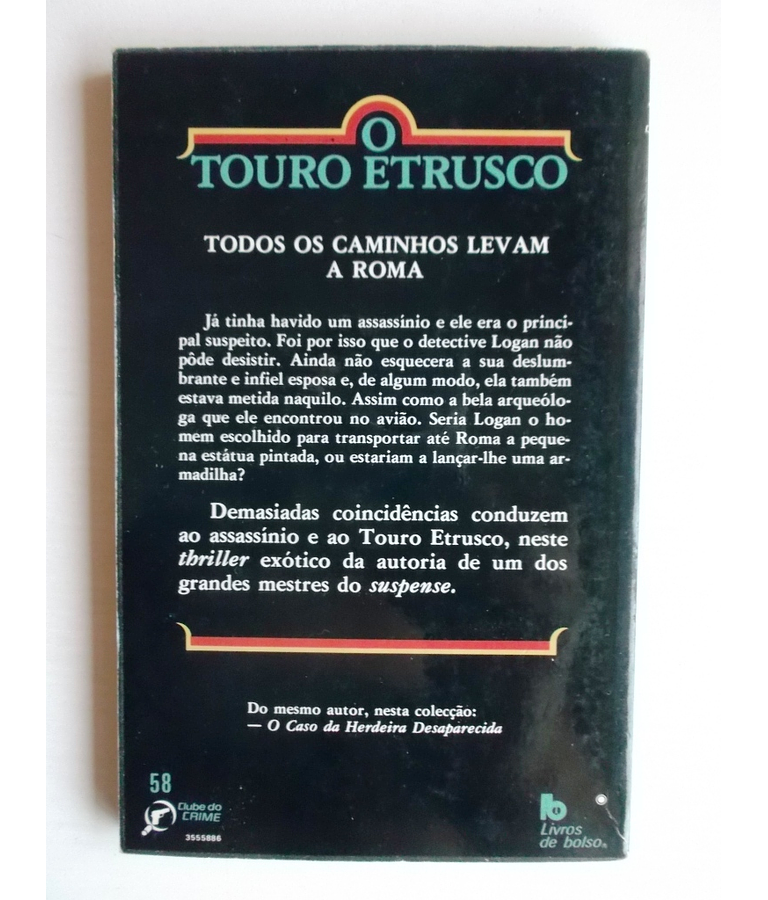 O
TOURO ETRUSCO
TODOS OS CAMINHOS LEVAM
A ROMA
Já tinha havido um assassínio e ele era o princi-
pal suspeito. Foi por isso que o detective Logan não
pôde desistir. Ainda não esquecera a sua deslum-
brante e infiel esposa e, de algum modo, ela também
estava metida naquilo. Assim como a bela arqueólo-
ga que ele encontrou no avião. Seria Logan o ho-
mem escolhido para transportar até Roma a peque-
na estátua pintada, ou estariam a lançar-lhe uma ar-
madilha?
Demasiadas coincidências conduzem
ao assassínio e ao Touro Etrusco, neste
thriller exótico da autoria de um dos
grandes mestres do suspense.
Do mesmo autor, nesta colecção:
— O Caso da Herdeira Desaparecida
58
Clube do
CRIME
3555886
Livros
de bolso